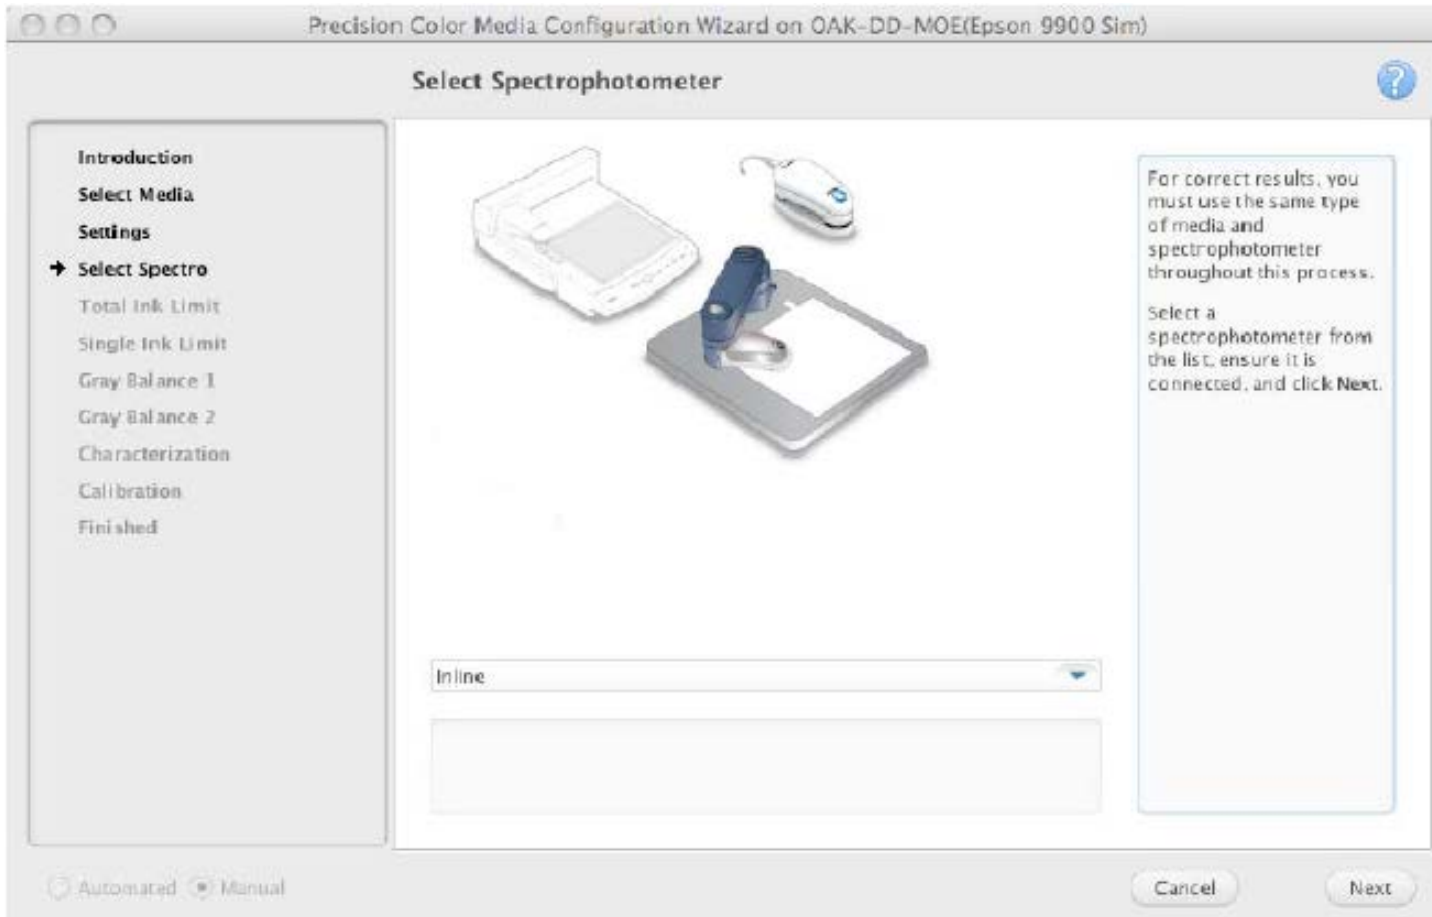 Precision Color Media Configuration Wizard on OAK-DD-MOE(Epson 9900 Sim)
Select Spectrophotometer
?
Introduction
Select Media
Settings
Select Spectro
Total Ink Limit
Single Ink Limit
Gray Balance 1
Gray Balance 2
Characterization
Calibration
Finished
For correct results, you
must use the same type
of media and
spectrophotometer
throughout this process.
Select a
spectrophotometer from
the list, ensure it is
connected, and click Next.
Inline
Automated Manual
Cancel
Next